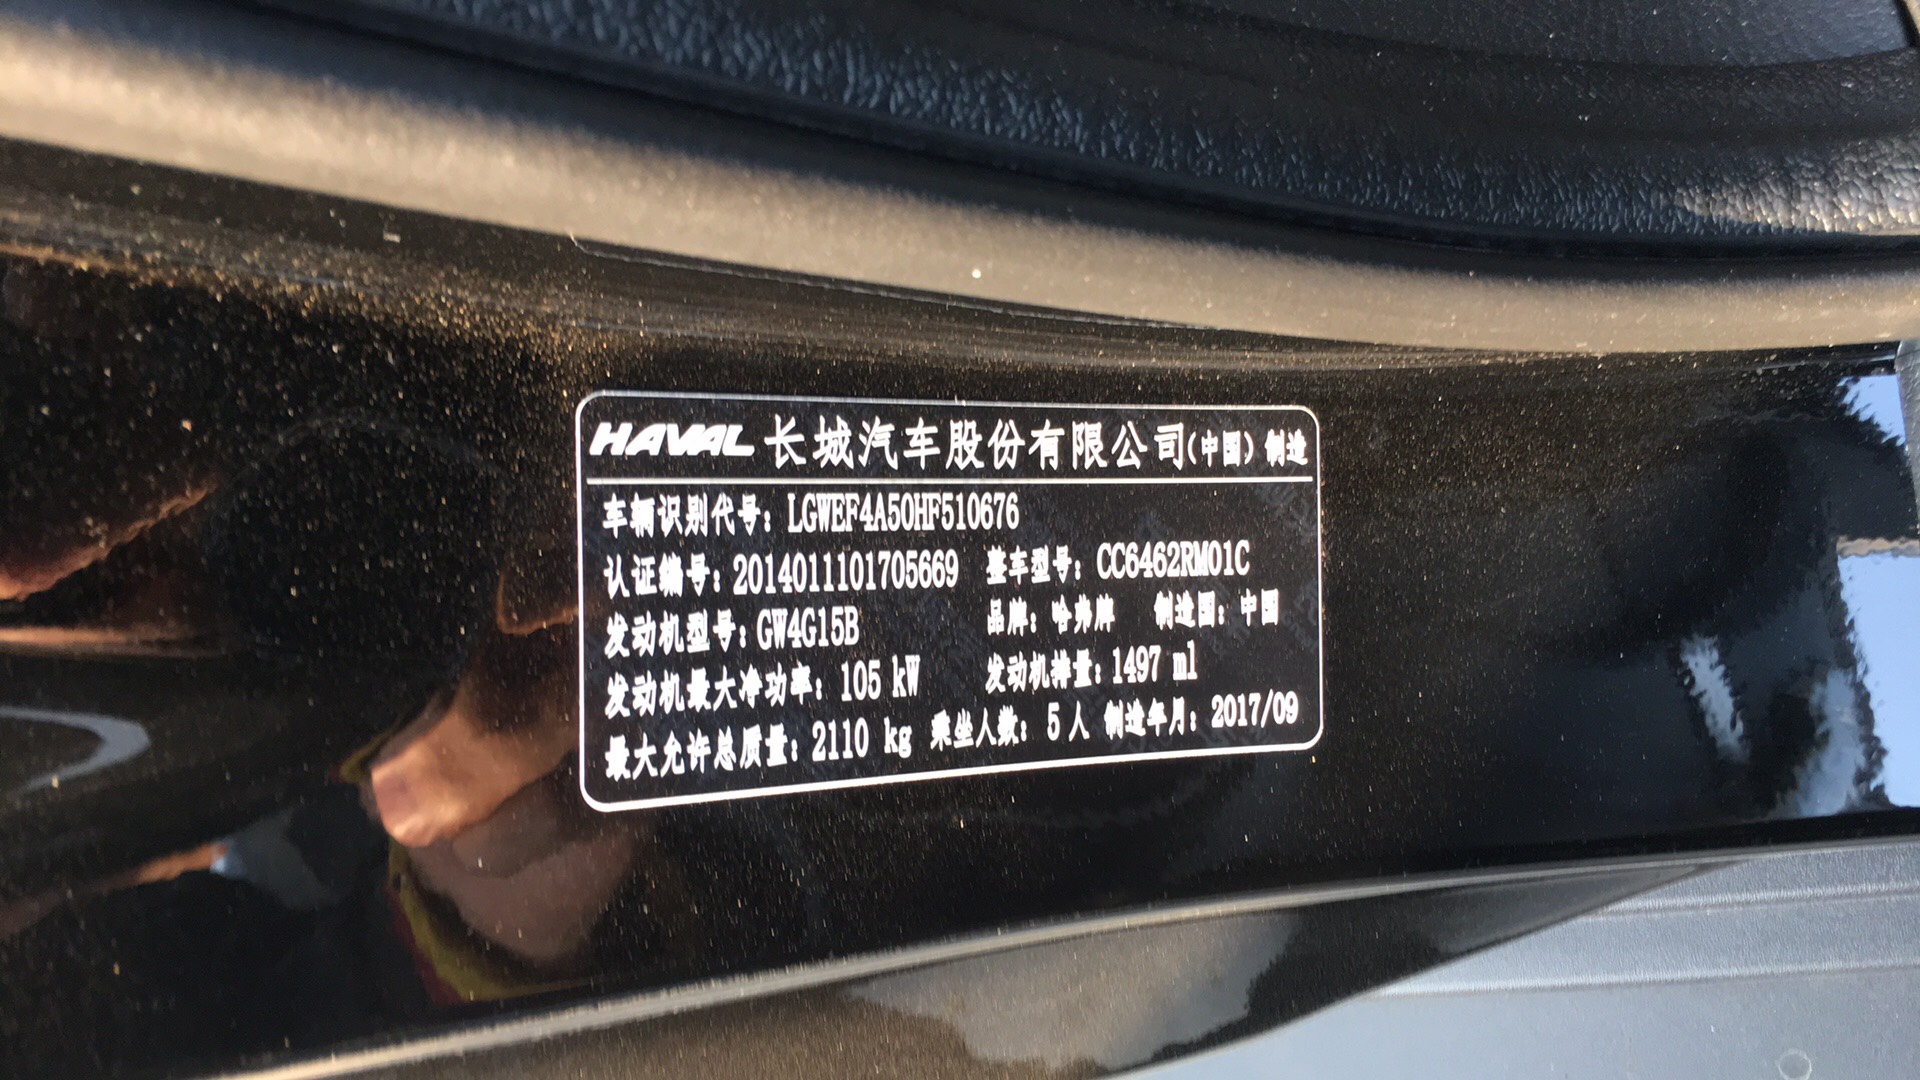 HAVAL 长城汽车股份有限公司(中国) 制造
车辆识别代号: LGWEF4A50HF510676
认证编号: 2014011101705669 整车型号: CC6462RM01C
发动机型号: GW4G15B 品牌: 哈弗牌 制造国: 中国
发动机最大净功率: 105 kW 发动机排量: 1497 ml
最大允许总质量: 2110 kg 乘坐人数: 5人 制造年月: 2017/09